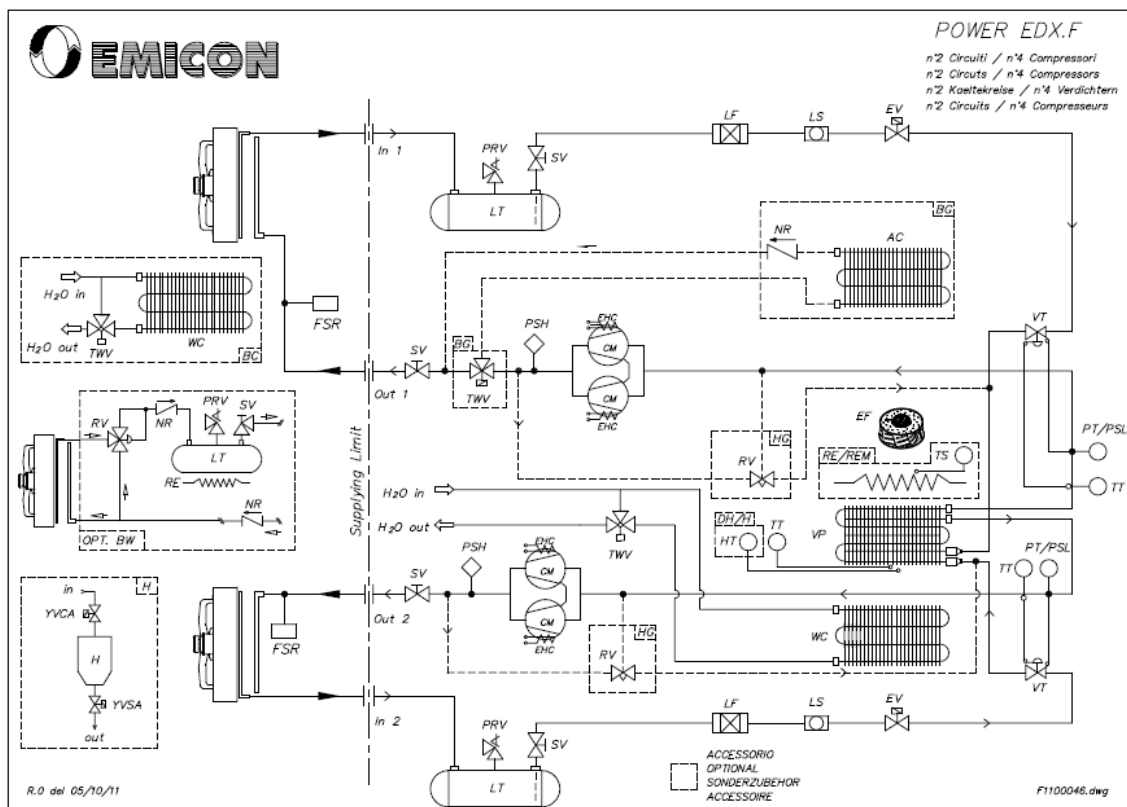 EMICON
POWER EDX.F
n°2 Circuiti / n°4 Compressori
n°2 Circuts / n°4 Compressors
n°2 Kaeltekreise / n°4 Verdichtern
n°2 Circuits / n°4 Compresseurs
In 1
PRV
SV
LT
LF
LS
EV
BG
NR
AC
H₂O in
H₂O out
TWV
WC
BC
FSR
SV
Out 1
BG
TWV
PSH
EHC
CM
CM
EHC
VT
RV
NR
PRV
SV
LT
RE
NR
OPT. BW
Supplying Limit
H₂O in
H₂O out
TWV
RV
HG
EF
RE/REM
TS
PT/PSL
TT
DH/H
HT
TT
VP
TT
PT/PSL
in
H
YVCA
H
YVSA
out
FSR
SV
Out 2
PSH
EHC
CM
CM
EHC
RV
HG
WC
VT
In 2
PRV
SV
LT
LF
LS
EV
ACCESSORIO
OPTIONAL
SONDERZUBEHOR
ACCESSOIRE
R.0 del 05/10/11
F1100046.dwg